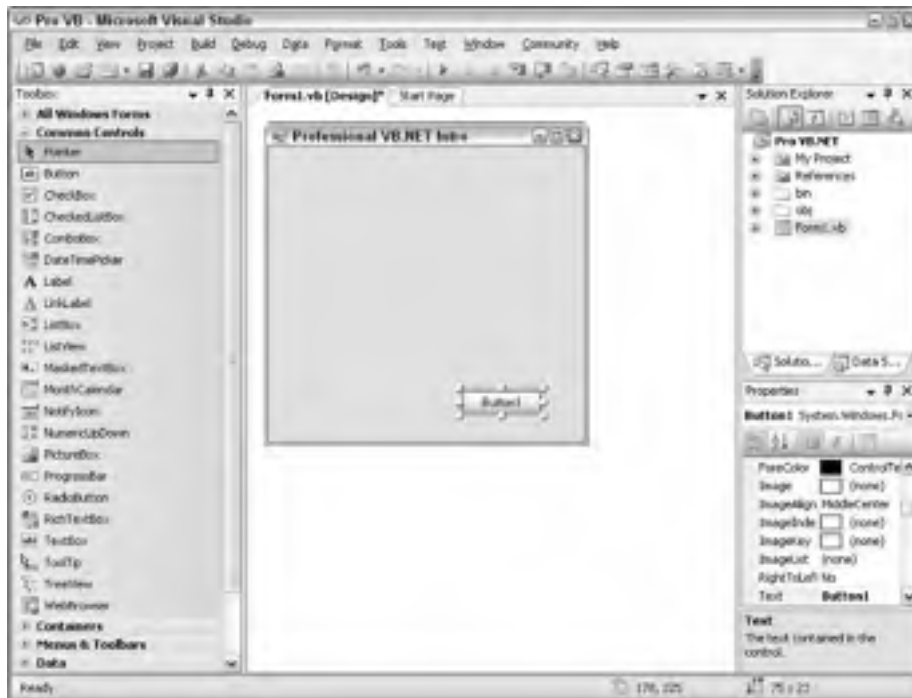 Pro VB - Microsoft Visual Studio
File Edit View Project Build Debug Data Format Tools Test Window Community Help
Toolbox
All Windows Forms
Common Controls
Pointer
Button
CheckBox
CheckedListBox
ComboBox
DateTimePicker
A Label
A LinkLabel
ListBox
ListView
MaskedTextBox
MonthCalendar
NotifyIcon
NumericUpDown
PictureBox
ProgressBar
RadioButton
RichTextBox
TextBox
ToolTip
TreeView
WebBrowser
Containers
Menus & Toolbars
Data
Form1.vb [Design]* Start Page
Professional VB.NET Intro
Button1
Solution Explorer
Pro VB.NET
My Project
References
bin
obj
Form1.vb
Solutio... Data S...
Properties
Button1 System.Windows.Fo
ForeColor ControlTe
Image (none)
ImageAlign MiddleCenter
ImageInde (none)
ImageKey (none)
ImageList (none)
RightToLeft No
Text Button1
Text
The text contained in the
control.
Ready
75 x 23